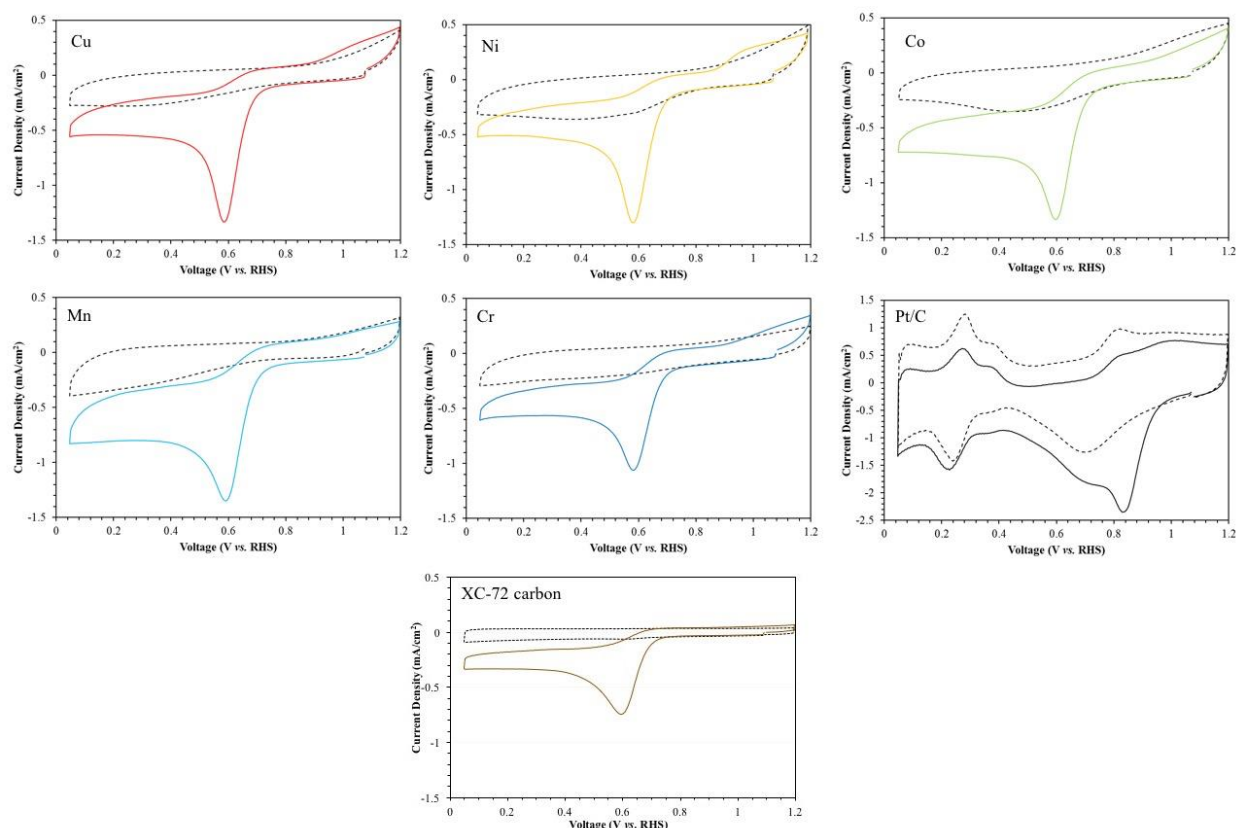 Cu
Current Density (mA/cm²)
0.5
0
-0.5
-1
-1.5
0 0.2 0.4 0.6 0.8 1 1.2
Voltage (V vs. RHS)
Ni
Current Density (mA/cm²)
0.5
0
-0.5
-1
-1.5
0 0.2 0.4 0.6 0.8 1 1.2
Voltage (V vs. RHS)
Co
Current Density (mA/cm²)
0.5
0
-0.5
-1
-1.5
0 0.2 0.4 0.6 0.8 1 1.2
Voltage (V vs. RHS)
Mn
Current Density (mA/cm²)
0.5
0
-0.5
-1
-1.5
0 0.2 0.4 0.6 0.8 1 1.2
Voltage (V vs. RHS)
Cr
Current Density (mA/cm²)
0.5
0
-0.5
-1
-1.5
0 0.2 0.4 0.6 0.8 1 1.2
Voltage (V vs. RHS)
Pt/C
Current Density (mA/cm²)
1.5
1
0.5
0
-0.5
-1
-1.5
-2
-2.5
0 0.2 0.4 0.6 0.8 1 1.2
Voltage (V vs. RHS)
XC-72 carbon
Current Density (mA/cm²)
0.5
0
-0.5
-1
-1.5
0 0.2 0.4 0.6 0.8 1 1.2
Voltage (V vs. RHS)